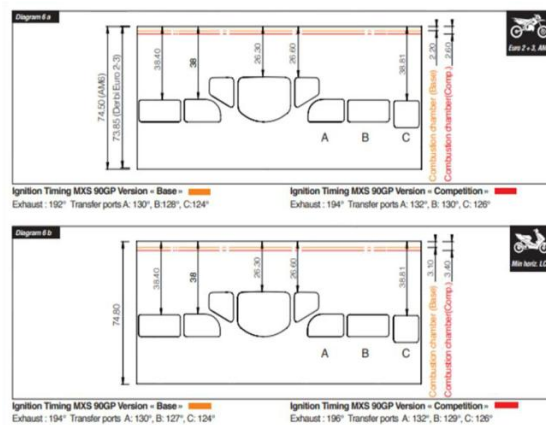 Diagram 6 a
Euro 2 + 3, AM6
74.50 (AM6)
73.85 (Derbi Euro 2-3)
38.40
38
26.30
26.60
38.81
2.20
2.60
Combustion chamber (Base)
Combustion chamber(Comp.)
A B C
Ignition Timing MXS 90GP Version « Base »
Exhaust : 192° Transfer ports A: 130°, B:128°, C:124°
Ignition Timing MXS 90GP Version « Competition »
Exhaust : 194° Transfer ports A: 132°, B: 130°, C: 126°
Diagram 6 b
Min horiz. LC
74.80
38.40
38
26.30
26.60
38.81
3.10
3.40
Combustion chamber (Base)
Combustion chamber(Comp.)
A B C
Ignition Timing MXS 90GP Version « Base »
Exhaust : 194° Transfer ports A: 130°, B: 127°, C: 124°
Ignition Timing MXS 90GP Version « Competition »
Exhaust : 196° Transfer ports A: 132°, B: 129°, C: 126°